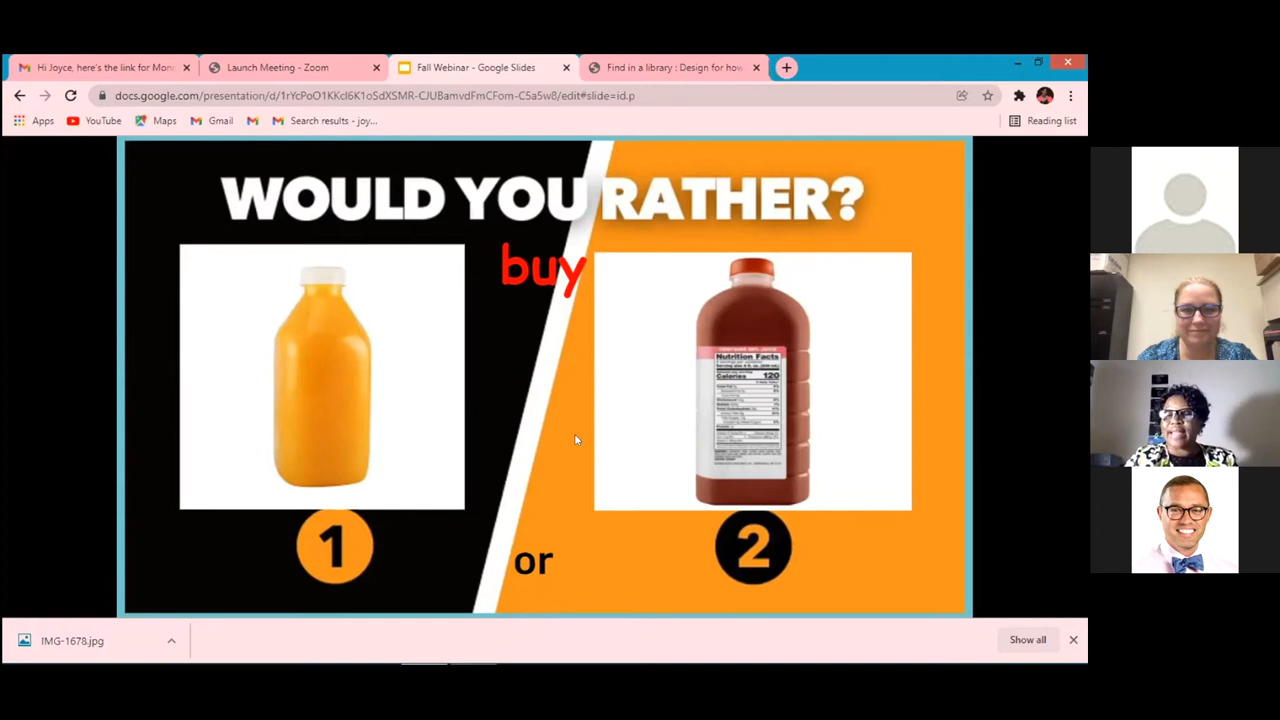 Hi Joyce, here's the link for Mon
Launch Meeting - Zoom
Fall Webinar - Google Slides
Find in a library : Design for how
docs.google.com/presentation/d/1rYcPoO1KKcI6K1oSdXSMR-CJUBamvdFmCFom-C5a5w8/edit#slide=id.p
Apps
YouTube
Maps
Gmail
Search results - joy...
Reading list
WOULD YOU RATHER?
buy
Nutrition Facts
Calories 120
1
or
2
IMG-1678.jpg
Show all